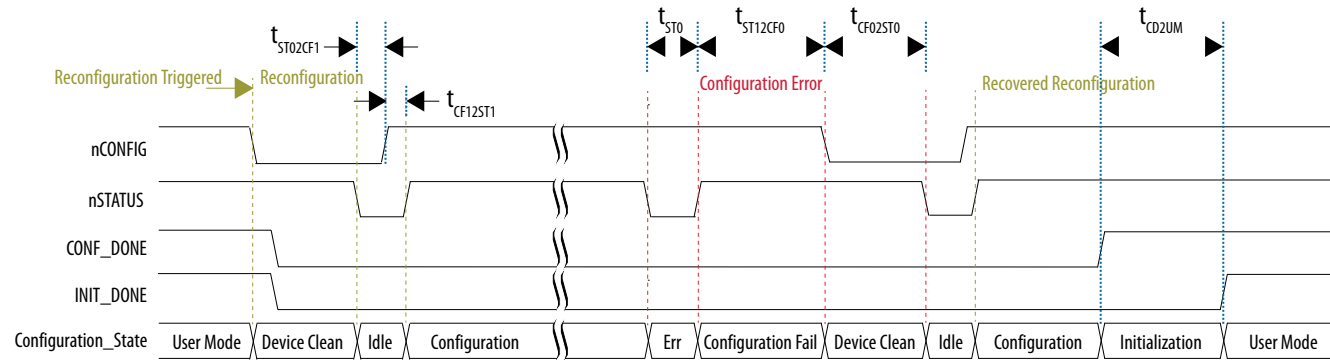 tST0 tST12CF0 tCF02ST0 tCD2UM
tST02CF1
Reconfiguration Triggered Reconfiguration Configuration Error Recovered Reconfiguration
tCF12ST1
nCONFIG
nSTATUS
CONF_DONE
INIT_DONE
Configuration_State User Mode Device Clean Idle Configuration Err Configuration Fail Device Clean Idle Configuration Initialization User Mode